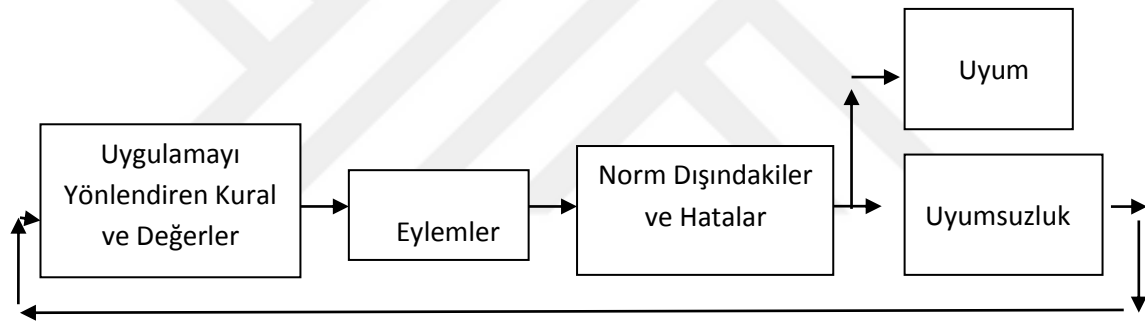 Uygulamayı
Yönlendiren Kural
ve Değerler
Eylemler
Norm Dışındakiler
ve Hatalar
Uyum
Uyumsuzluk